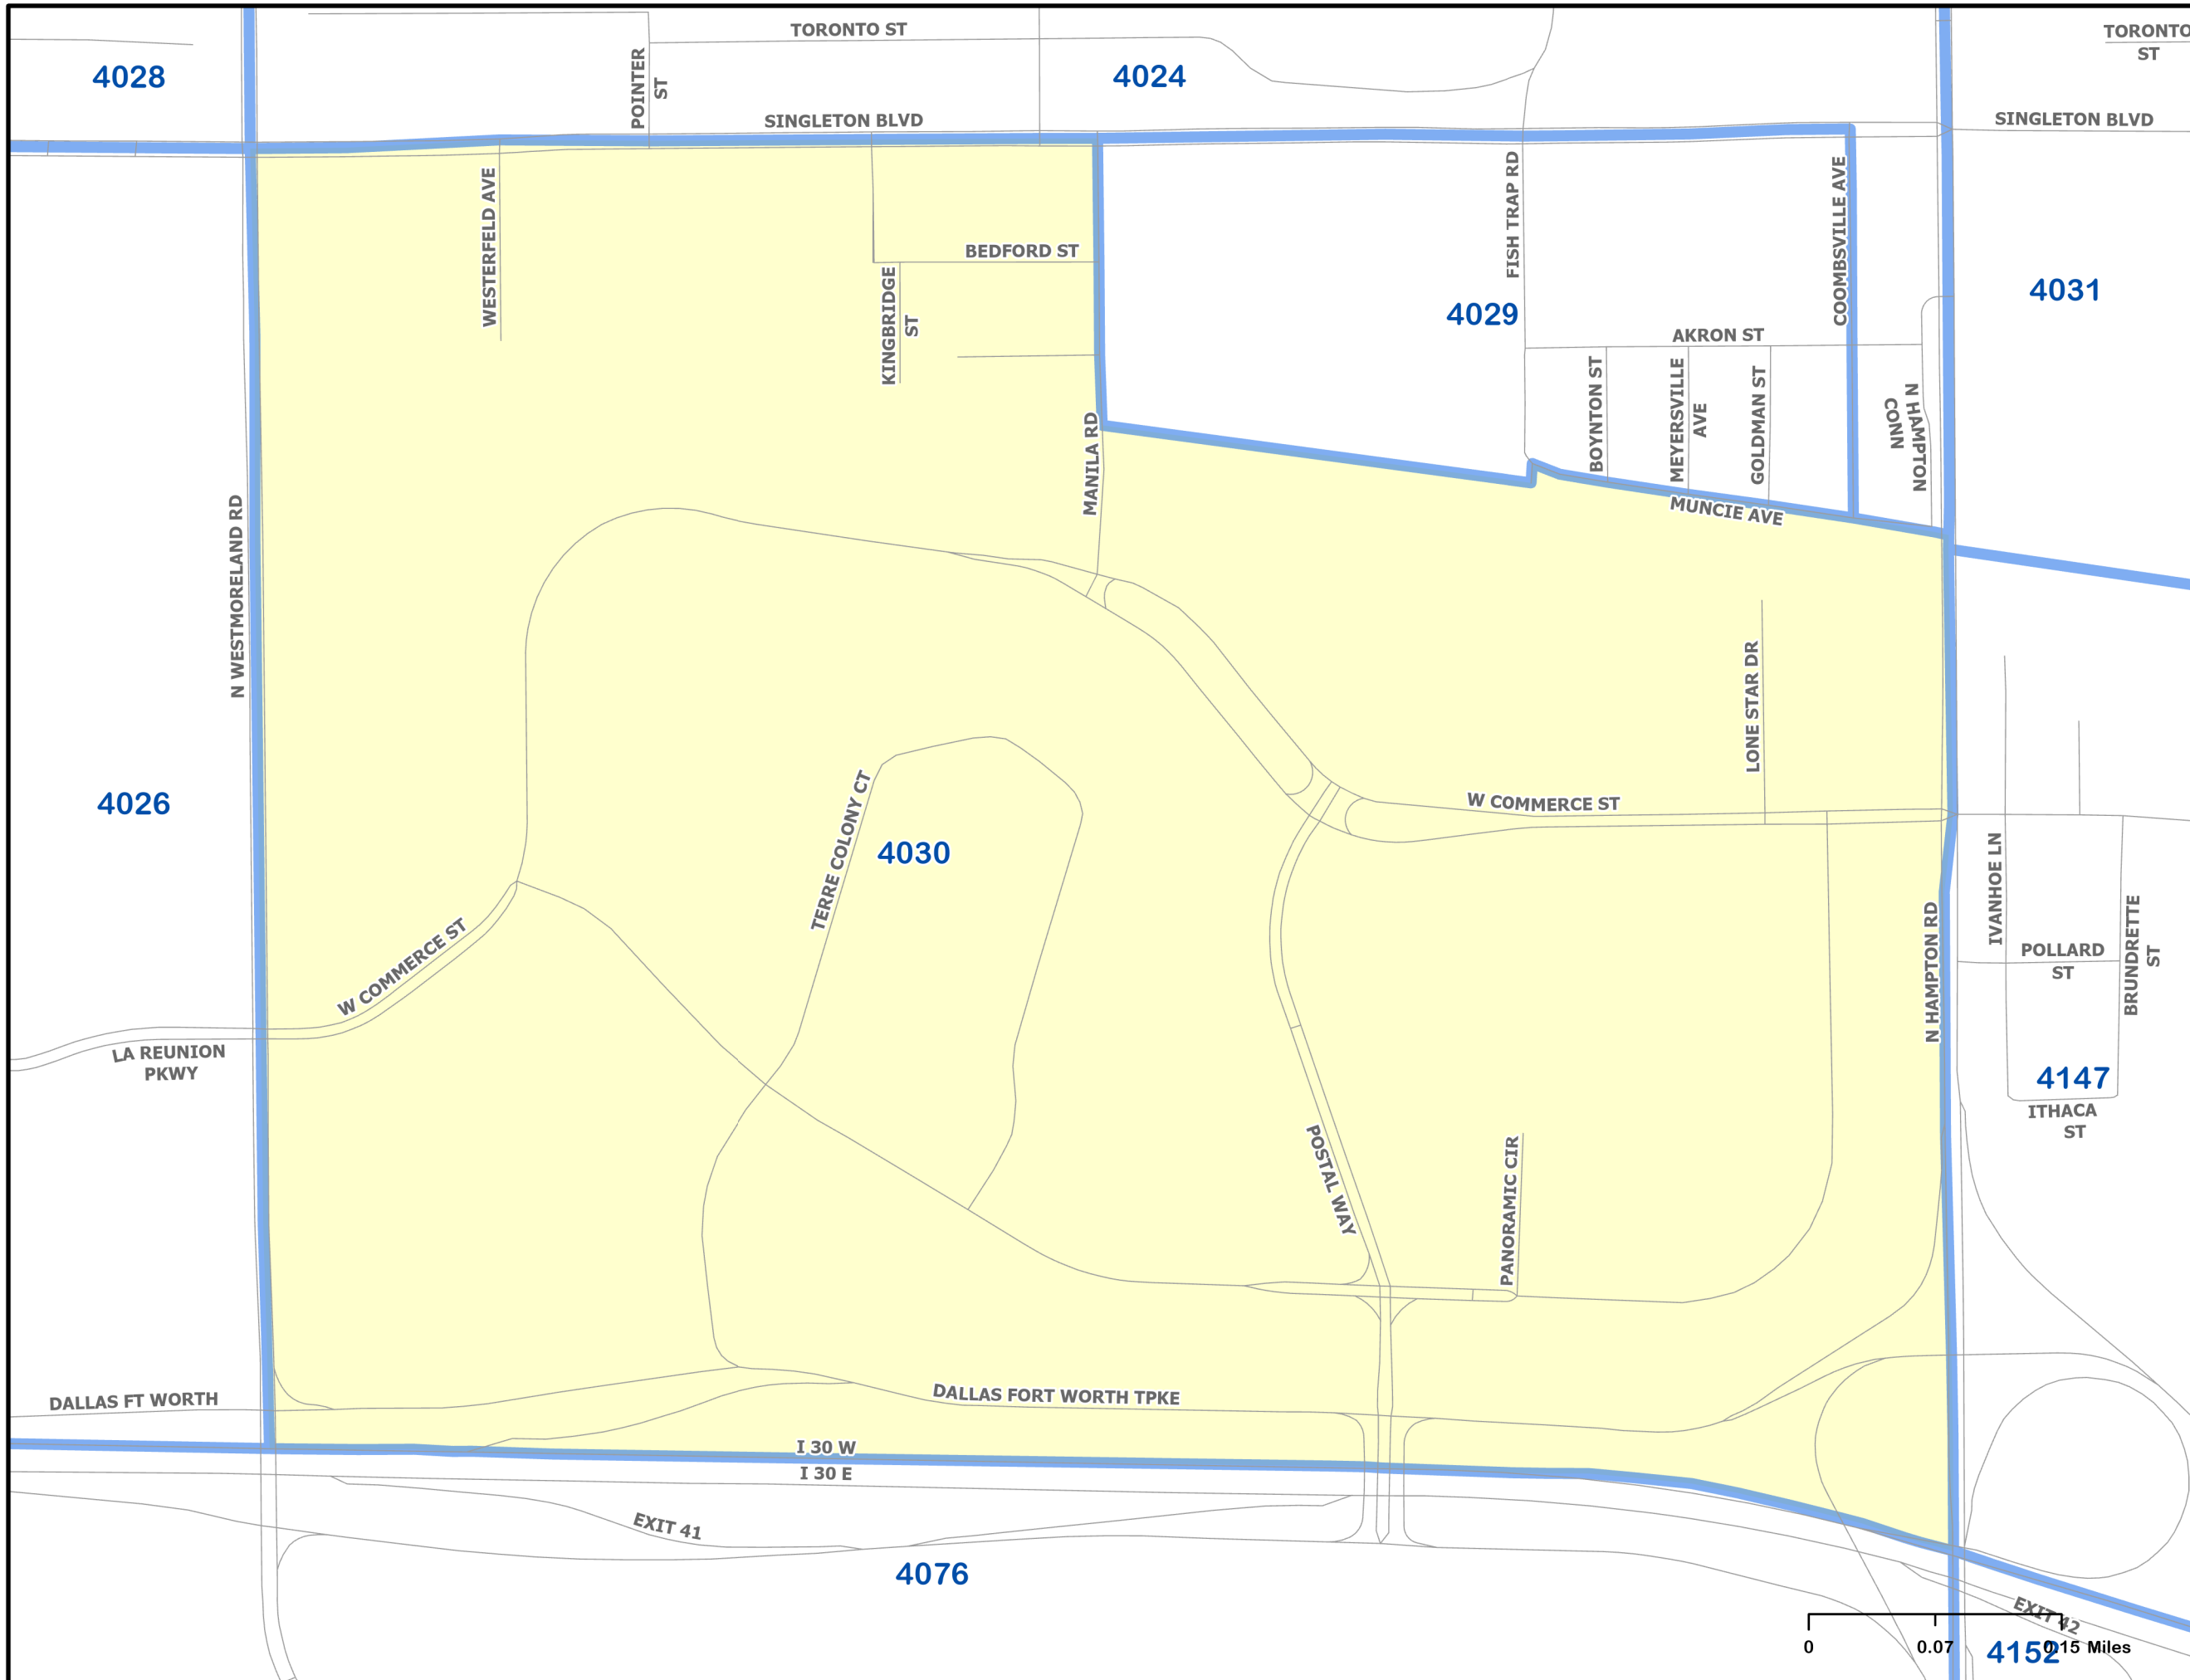 TORONTO ST
TORONTO
ST
4028
POINTER
ST
4024
SINGLETON BLVD
SINGLETON BLVD
WESTERFELD AVE
BEDFORD ST
KINGBRIDGE
ST
FISH TRAP RD
COOMBSVILLE AVE
4029
4031
AKRON ST
BOYNTON ST
MEYERSVILLE
AVE
GOLDMAN ST
N HAMPTON
CONN
MANILA RD
MUNCIE AVE
N WESTMORELAND RD
LONE STAR DR
4026
W COMMERCE ST
TERRE COLONY CT
4030
IVANHOE LN
W COMMERCE ST
N HAMPTON RD
POLLARD
ST
BRUNDRETTE
ST
LA REUNION
PKWY
4147
ITHACA
ST
POSTAL WAY
PANORAMIC CIR
DALLAS FT WORTH
DALLAS FORT WORTH TPKE
I 30 W
I 30 E
EXIT 41
4076
EXIT 42
4152
0
0.07
0.15 Miles